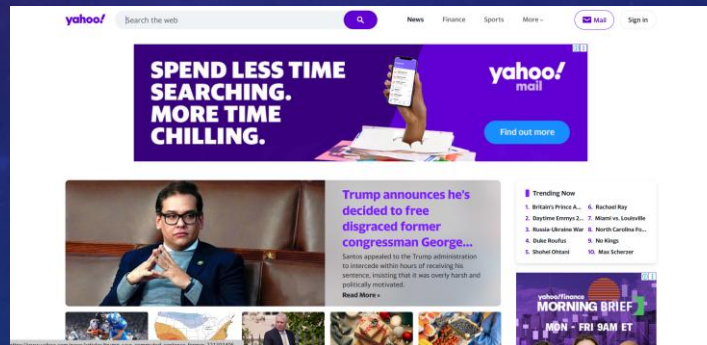 yahoo!
Search the web
News Finance Sports More
Mail
Sign in
SPEND LESS TIME
SEARCHING.
MORE TIME
CHILLING.
yahoo!
mail
Find out more
Trump announces he's
decided to free
disgraced former
congressman George...
Santos appealed to the Trump administration
to intercede within hours of receiving his
sentence, insisting that it was overly harsh and
politically motivated.
Read More »
Trending Now
1. Britain's Prince A...
2. Daytime Emmys 2...
3. Russia-Ukraine War
4. Duke Roufus
5. Shohei Ohtani
6. Rachael Ray
7. Miami vs. Louisville
8. North Carolina Fo...
9. No Kings
10. Max Scherzer
yahoo!finance
MORNING BRIEF
MON - FRI 9AM ET